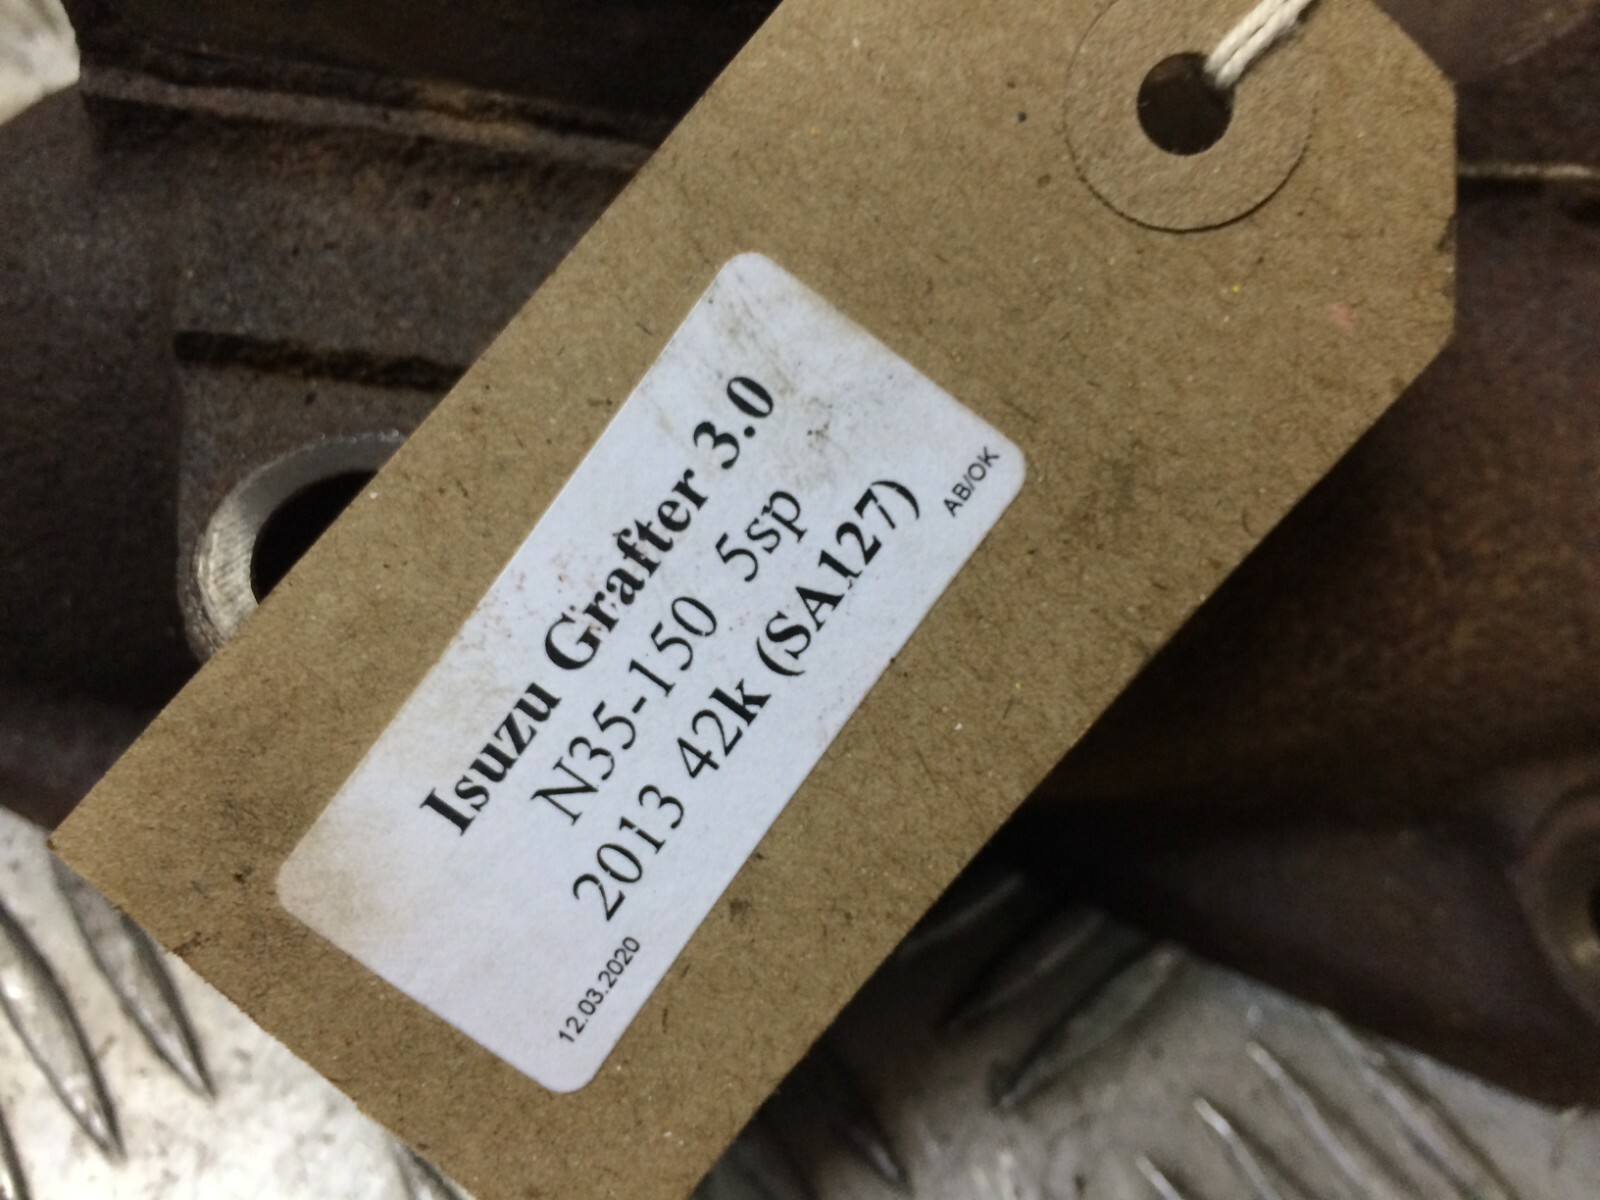 Isuzu Grafter 3.0
N35-150 5sp
2013 42k (SA127)
12.03.2020
AB/OK